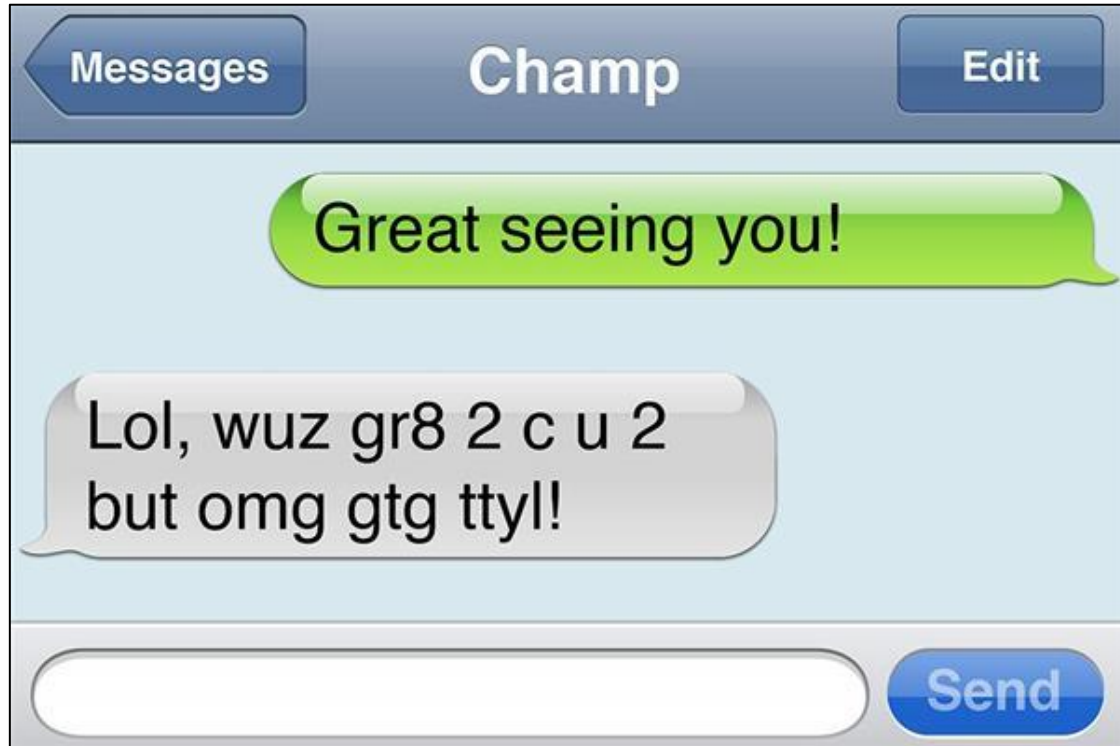 Messages Champ Edit
Great seeing you!
Lol, wuz gr8 2 c u 2
but omg gtg ttyl!
Send